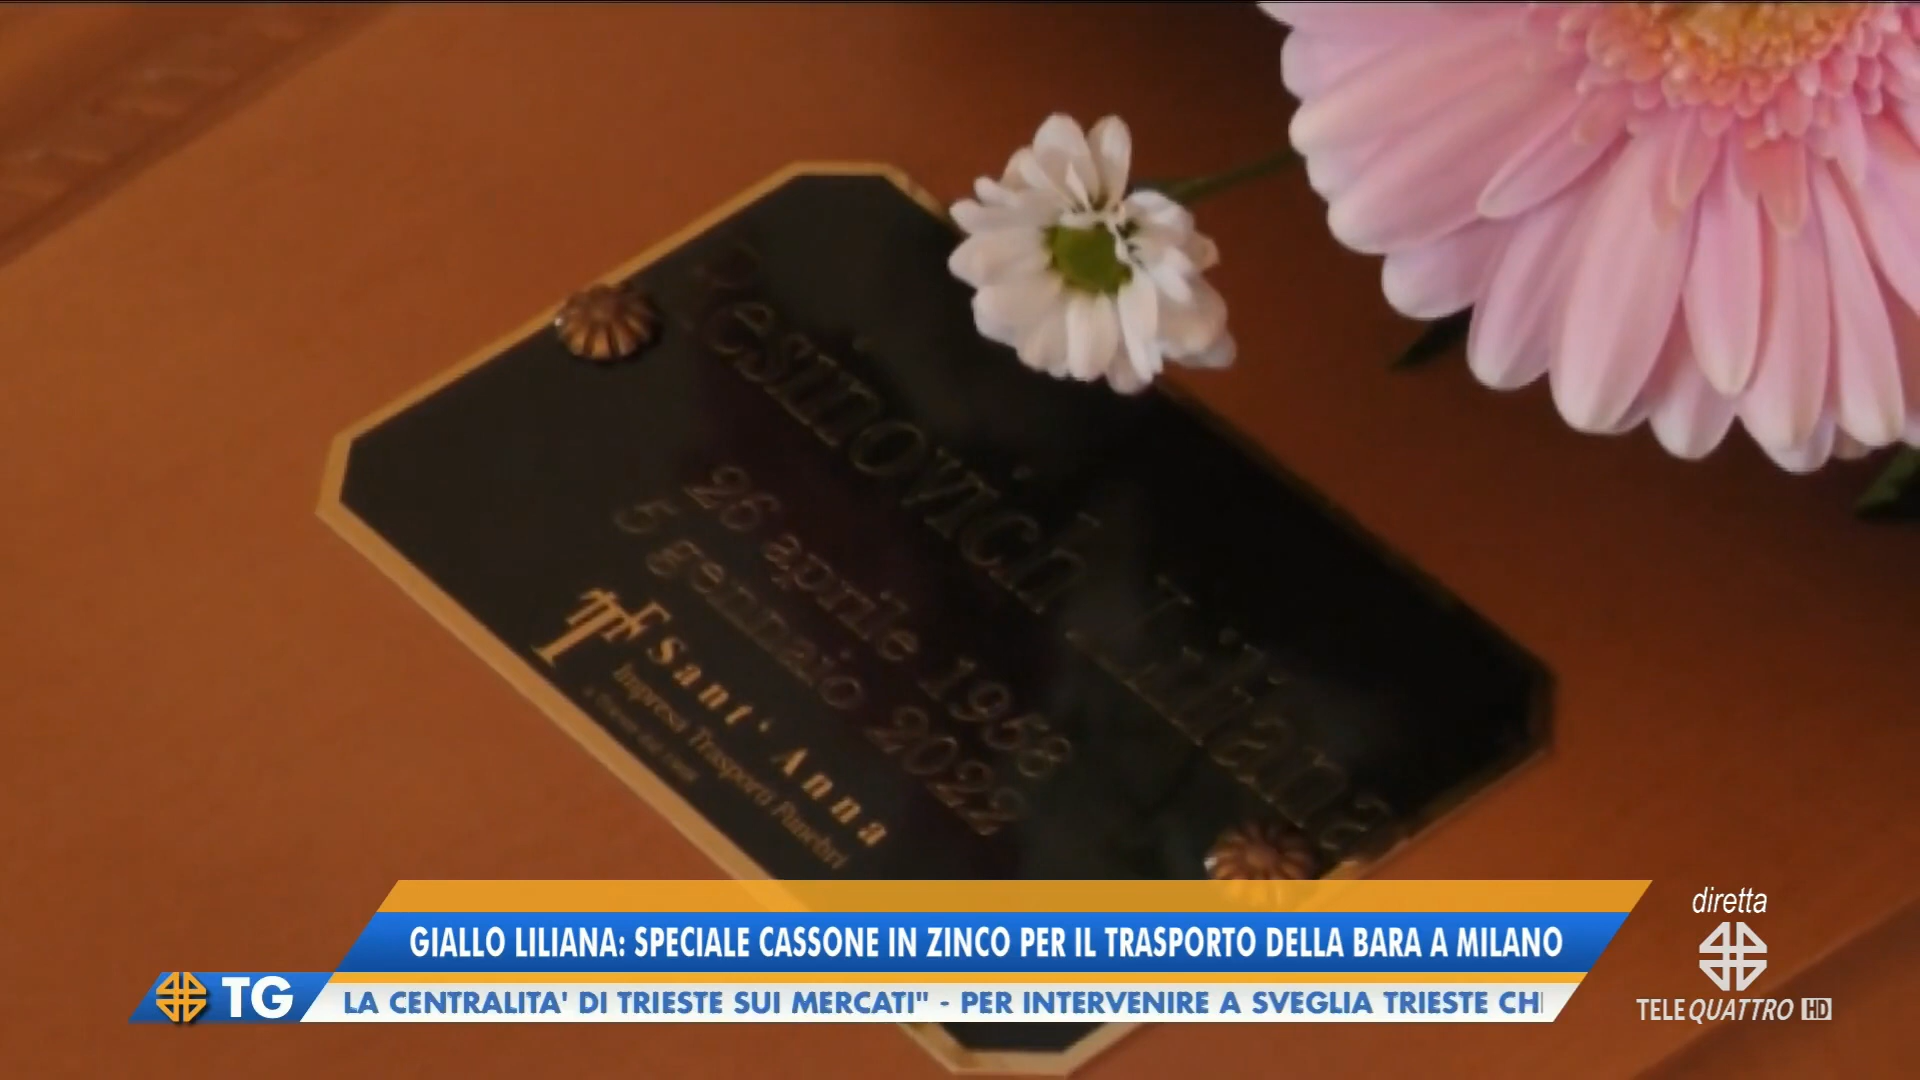 Resinovich Liliana
26 aprile 1958
5 gennaio 2022
TF Sant'Anna
Impresa Trasporti Funebri
GIALLO LILIANA: SPECIALE CASSONE IN ZINCO PER IL TRASPORTO DELLA BARA A MILANO
TG
LA CENTRALITA' DI TRIESTE SUI MERCATI" - PER INTERVENIRE A SVEGLIA TRIESTE CH
diretta
TELEQUATTRO HD